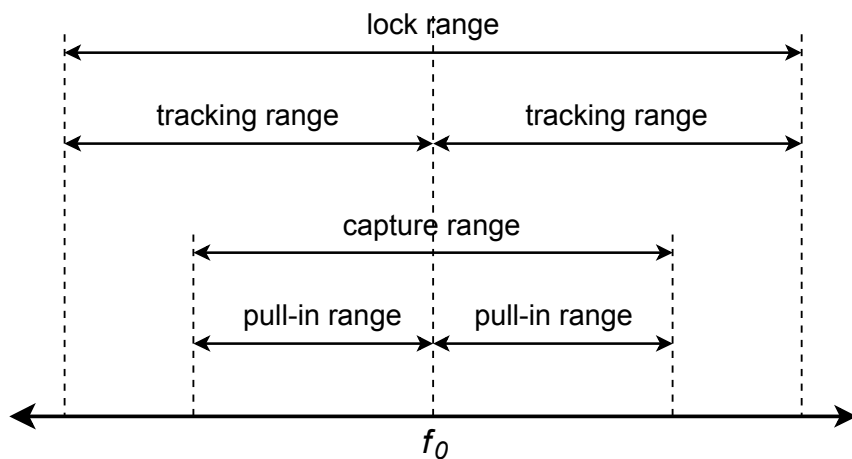 lock range
tracking range
tracking range
capture range
pull-in range
pull-in range
f0